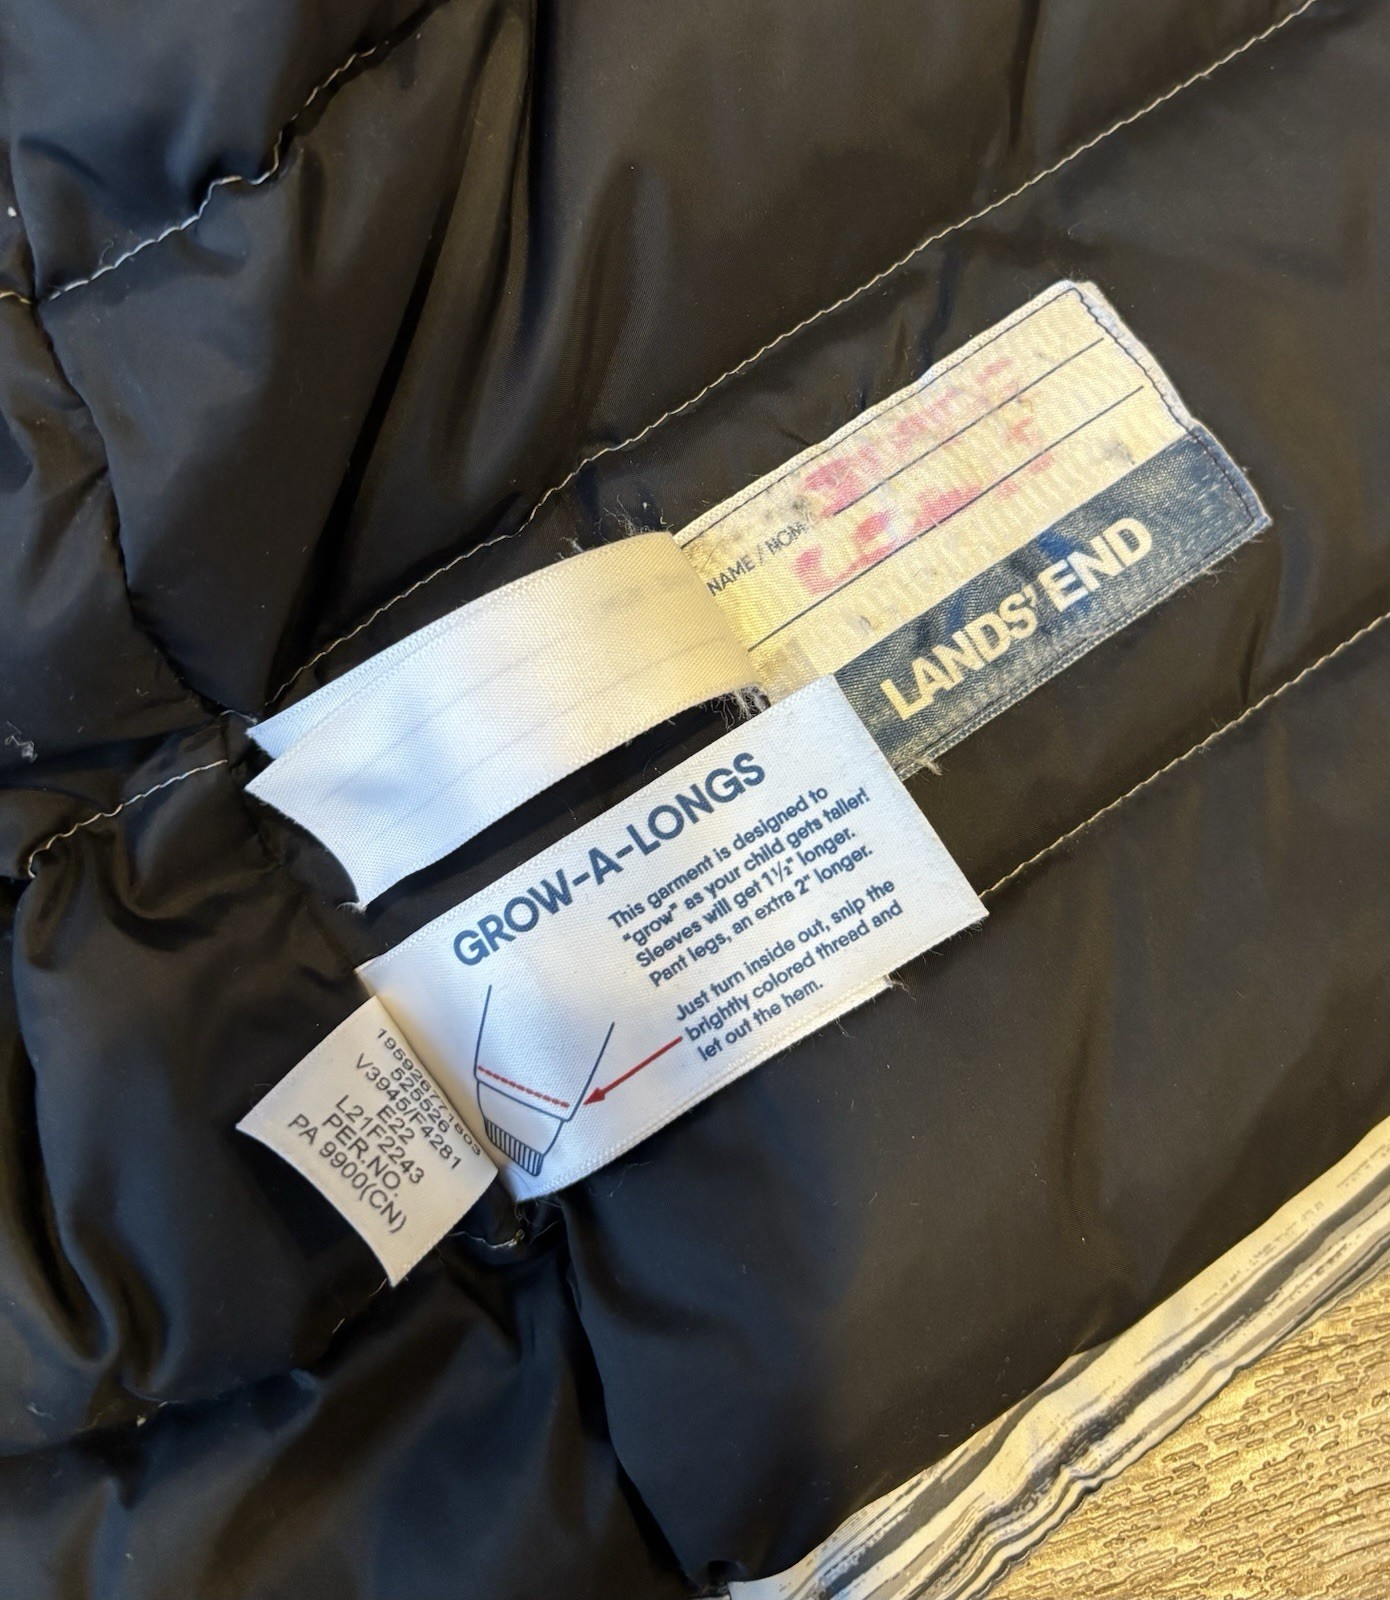 NAME / NOM
LANDS' END
GROW-A-LONGS
This garment is designed to
"grow" as your child gets taller!
Sleeves will get 1½" longer.
Pant legs, an extra 2" longer.
Just turn inside out, snip the
brightly colored thread and
let out the hem.
195926771803
525526
V3945/F4281
E22
L21F2243
PER.NO.
PA 9900(CN)